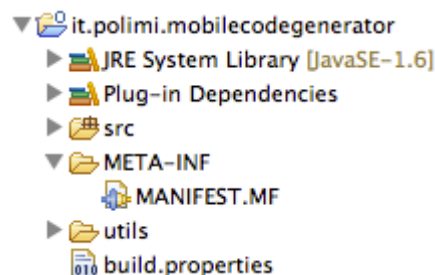 it.polimi.mobilecodegenerator
JRE System Library [JavaSE-1.6]
Plug-in Dependencies
src
META-INF
MANIFEST.MF
utils
build.properties